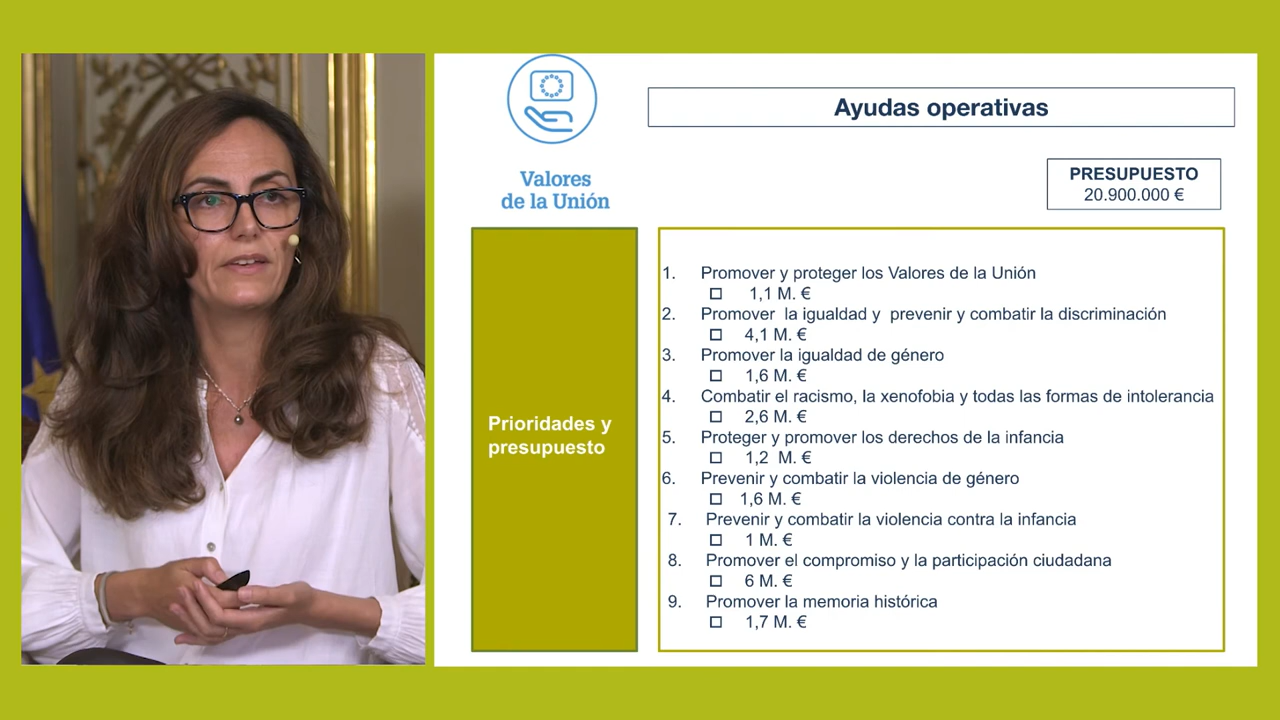 Valores
de la Unión
Ayudas operativas
PRESUPUESTO
20.900.000 €
Prioridades y
presupuesto
1. Promover y proteger los Valores de la Unión
1,1 M. €
2. Promover la igualdad y prevenir y combatir la discriminación
4,1 M. €
3. Promover la igualdad de género
1,6 M. €
4. Combatir el racismo, la xenofobia y todas las formas de intolerancia
2,6 M. €
5. Proteger y promover los derechos de la infancia
1,2 M. €
6. Prevenir y combatir la violencia de género
1,6 M. €
7. Prevenir y combatir la violencia contra la infancia
1 M. €
8. Promover el compromiso y la participación ciudadana
6 M. €
9. Promover la memoria histórica
1,7 M. €